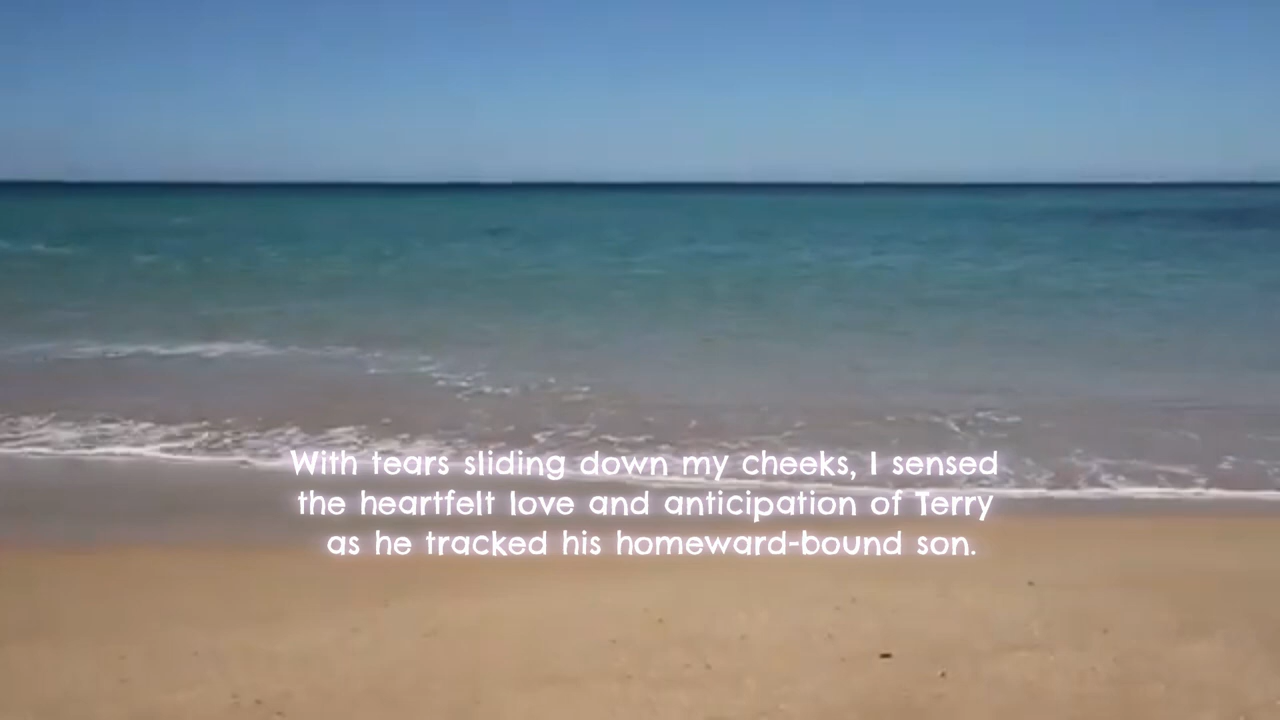 With tears sliding down my cheeks, I sensed
the heartfelt love and anticipation of Terry
as he tracked his homeward-bound son.